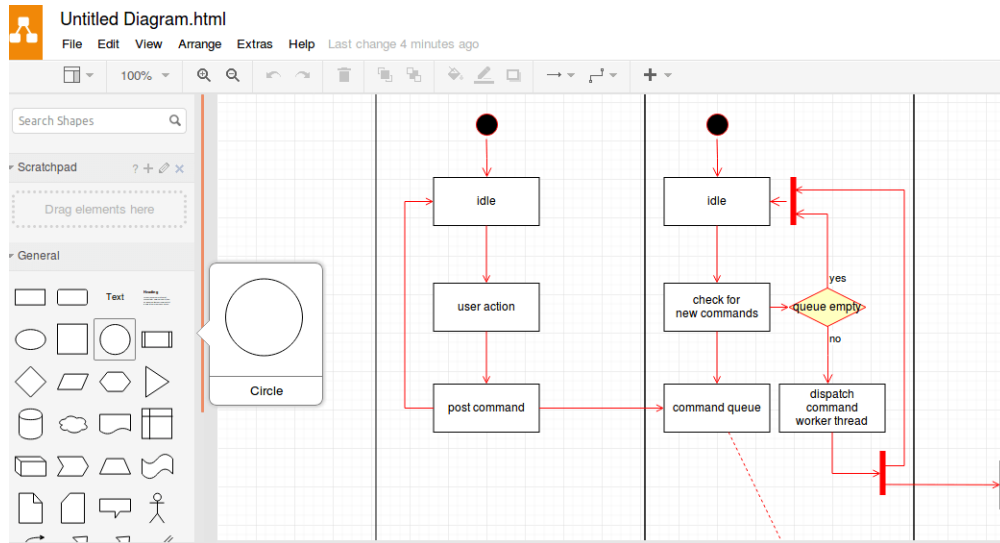 Untitled Diagram.html
File Edit View Arrange Extras Help Last change 4 minutes ago
100%
Search Shapes
Scratchpad
?
Drag elements here
General
Text
Heading
Circle
idle
user action
post command
idle
check for
new commands
queue empty
yes
no
command queue
dispatch
command
worker thread